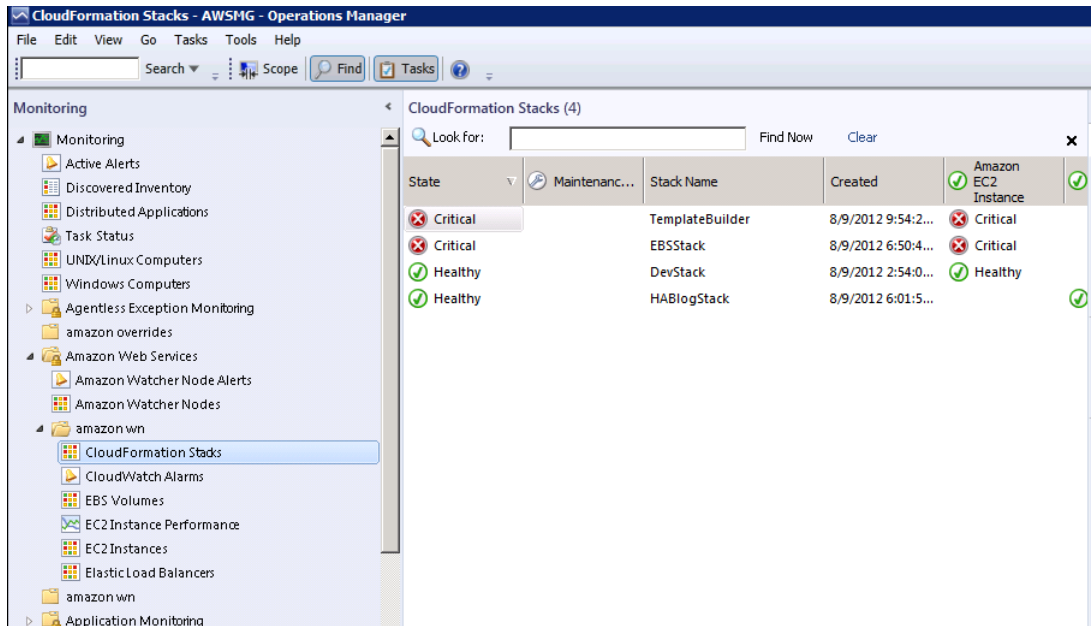 CloudFormation Stacks - AWSMG - Operations Manager
File Edit View Go Tasks Tools Help
Search Scope Find Tasks
Monitoring
Monitoring
Active Alerts
Discovered Inventory
Distributed Applications
Task Status
UNIX/Linux Computers
Windows Computers
Agentless Exception Monitoring
amazon overrides
Amazon Web Services
Amazon Watcher Node Alerts
Amazon Watcher Nodes
amazon wn
CloudFormation Stacks
CloudWatch Alarms
EBS Volumes
EC2 Instance Performance
EC2 Instances
Elastic Load Balancers
amazon wn
Application Monitoring
CloudFormation Stacks (4)
Look for: Find Now Clear
State Maintenanc... Stack Name Created Amazon EC2 Instance
Critical TemplateBuilder 8/9/2012 9:54:2... Critical
Critical EBSStack 8/9/2012 6:50:4... Critical
Healthy DevStack 8/9/2012 2:54:0... Healthy
Healthy HABlogStack 8/9/2012 6:01:5...